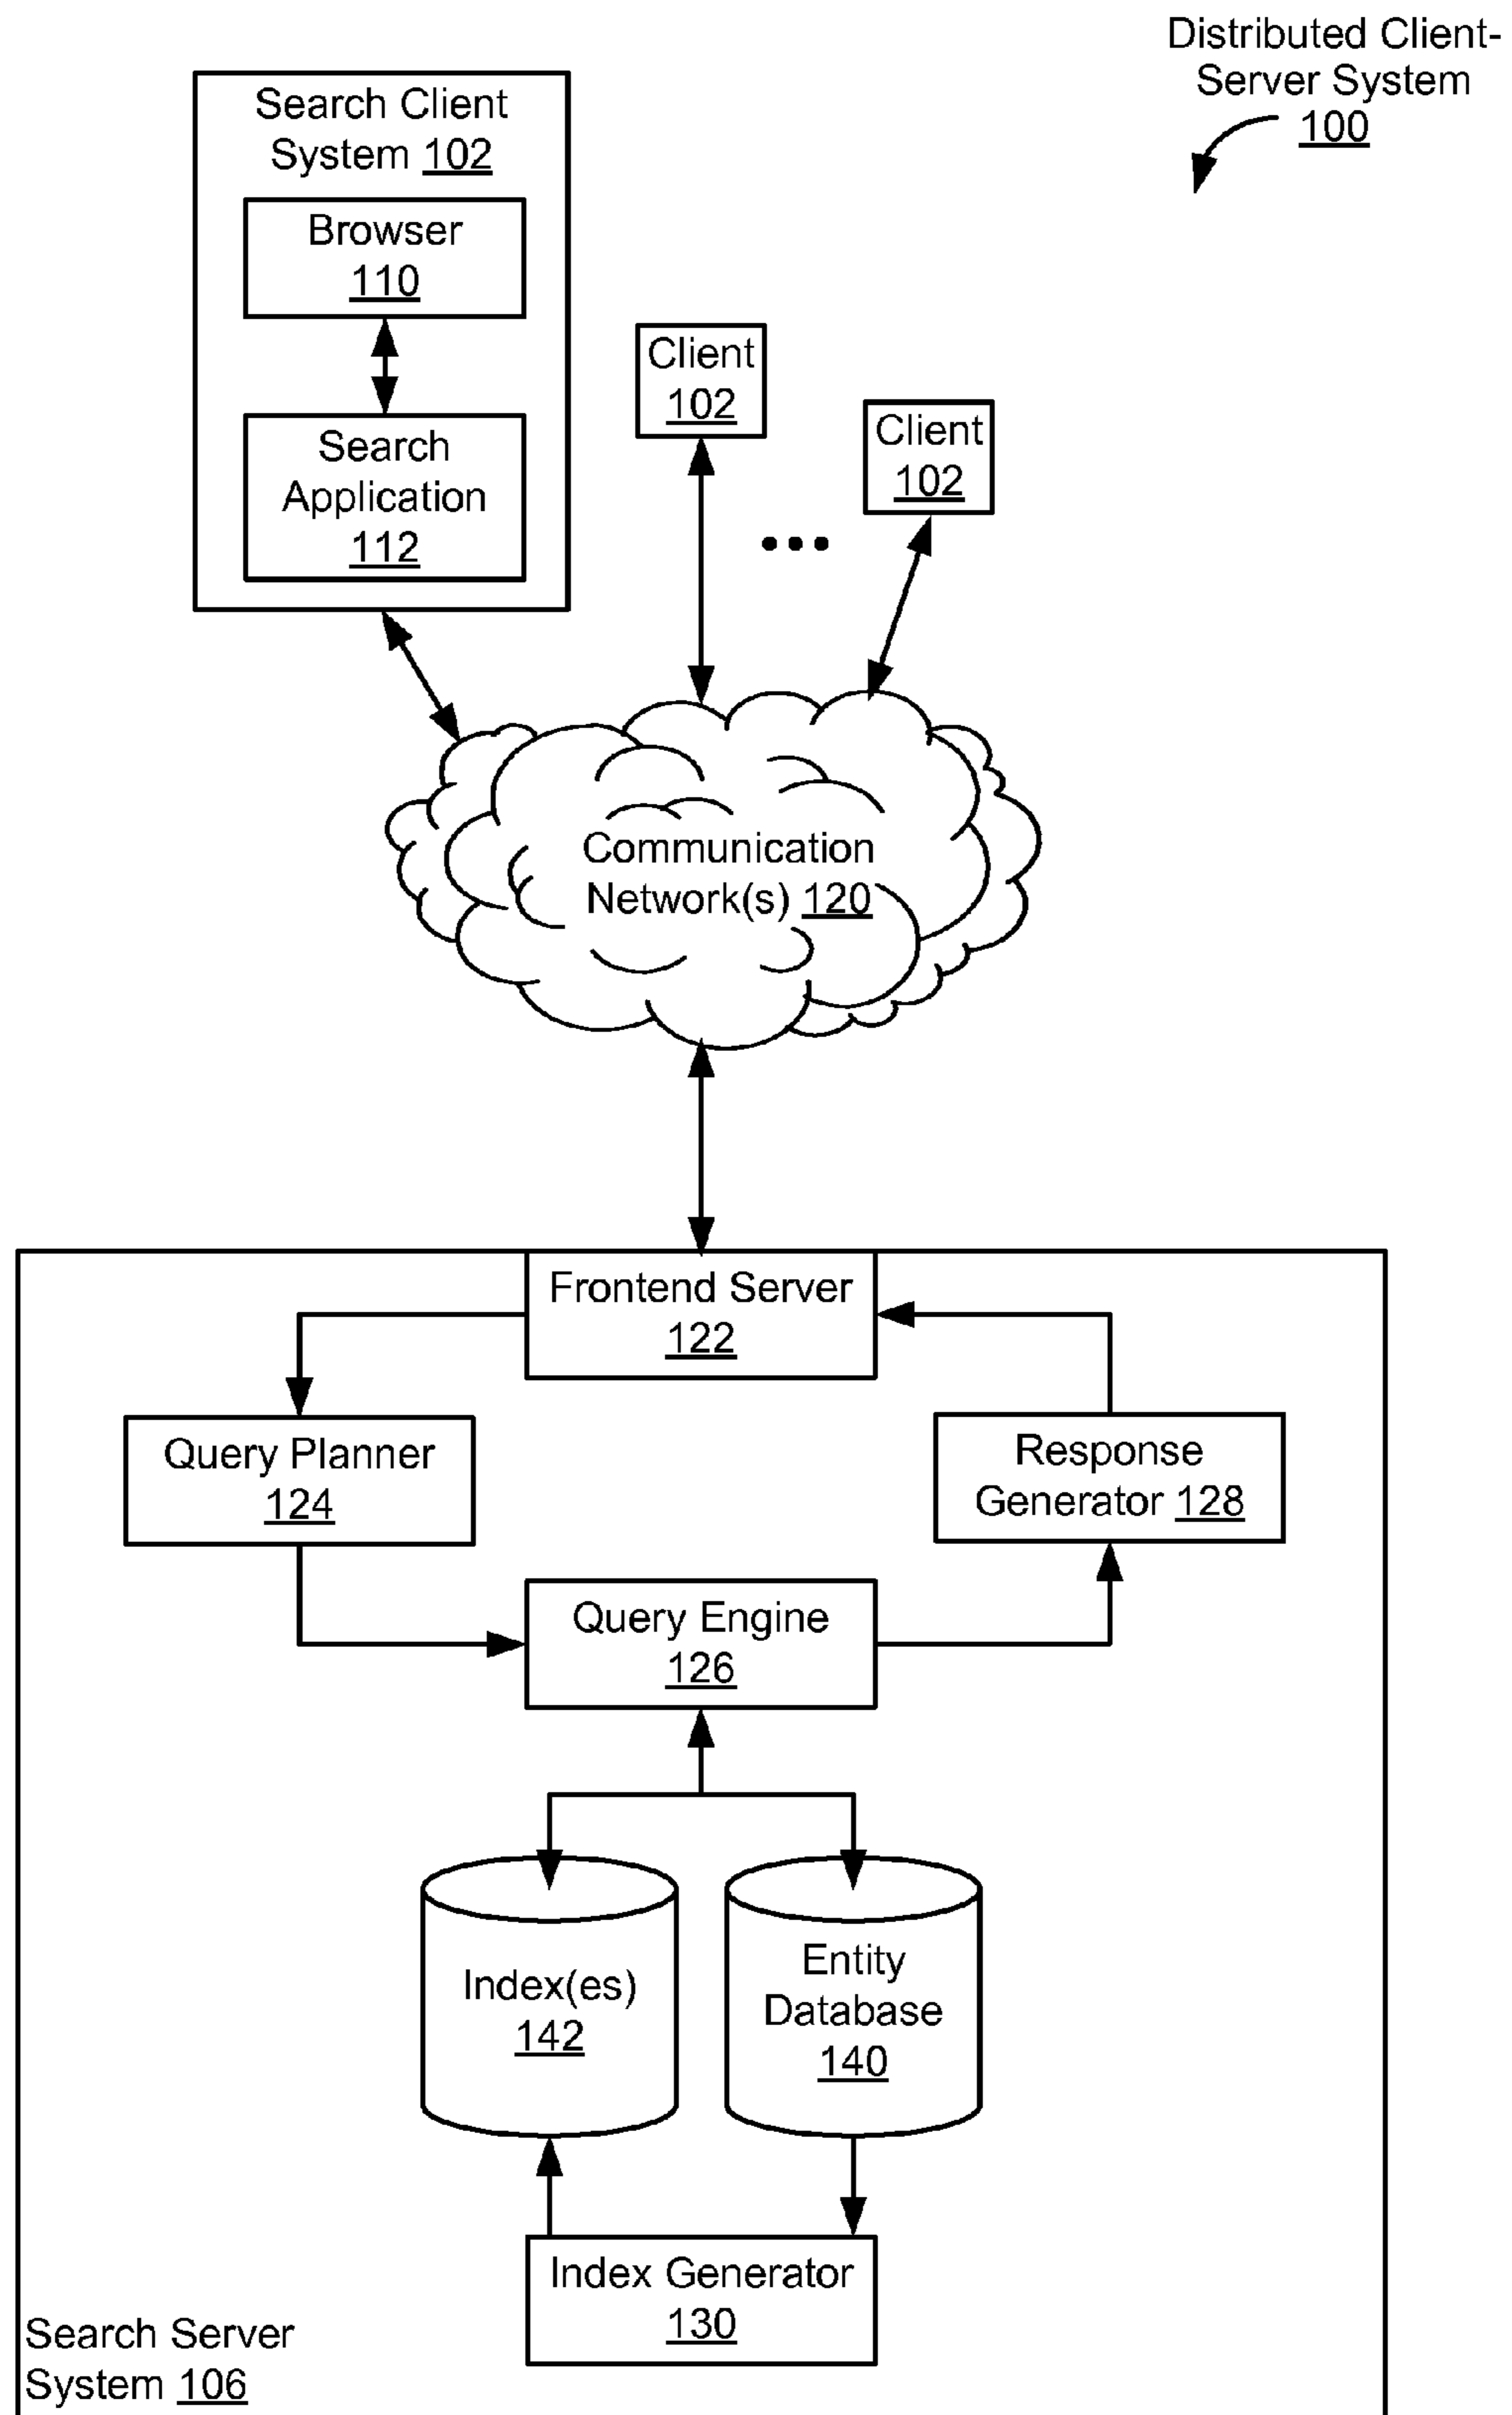 Distributed Client-
Server System
100
Search Client
System 102
Browser
110
Search
Application
112
Client
102
Client
102
Communication
Network(s) 120
Frontend Server
122
Query Planner
124
Response
Generator 128
Query Engine
126
Index(es)
142
Entity
Database
140
Index Generator
130
Search Server
System 106